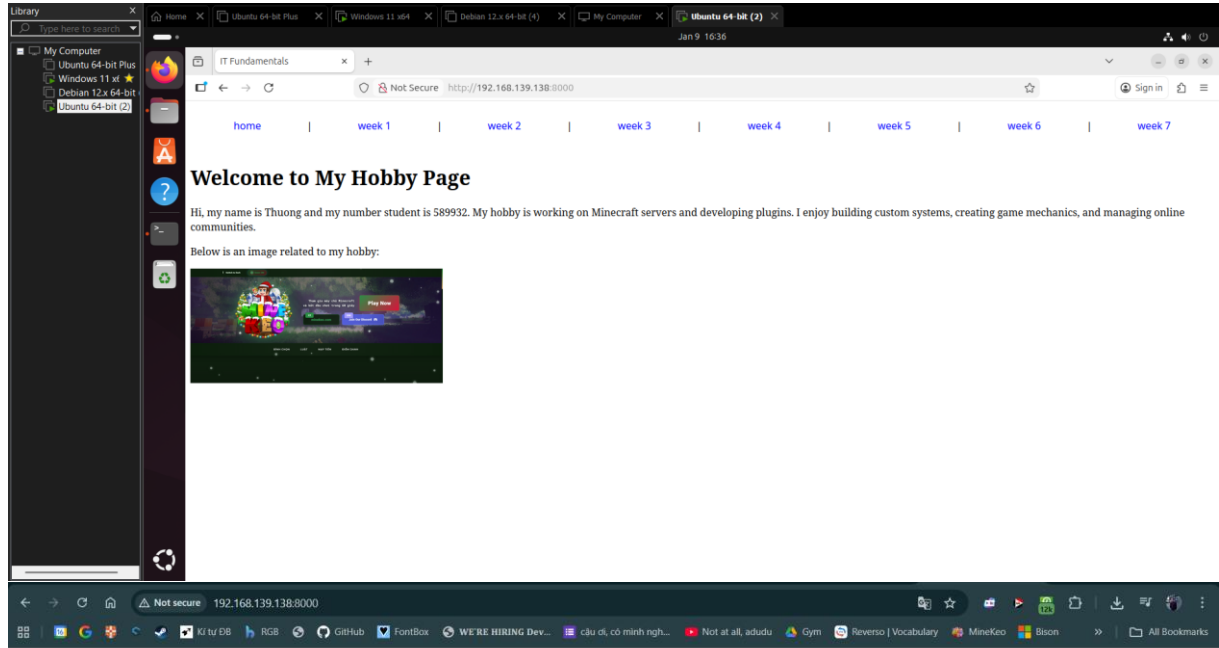 Library
Type here to search
My Computer
Ubuntu 64-bit Plus
Windows 11 x6
Debian 12.x 64-bit
Ubuntu 64-bit (2)
Home
Ubuntu 64-bit Plus
Windows 11 x64
Debian 12.x 64-bit (4)
My Computer
Ubuntu 64-bit (2)
Jan 9 16:36
IT Fundamentals
Not Secure http://192.168.139.138:8000
Sign in
home | week 1 | week 2 | week 3 | week 4 | week 5 | week 6 | week 7
Welcome to My Hobby Page
Hi, my name is Thuong and my number student is 589932. My hobby is working on Minecraft servers and developing plugins. I enjoy building custom systems, creating game mechanics, and managing online
communities.
Below is an image related to my hobby:
MINE
KEO
Play Now
Not secure 192.168.139.138:8000
12k
Kí tự ĐB
RGB
GitHub
FontBox
WE'RE HIRING Dev...
cậu ơi, có mình ngh...
Not at all, adudu
Gym
Reverso | Vocabulary
MineKeo
Bison
All Bookmarks